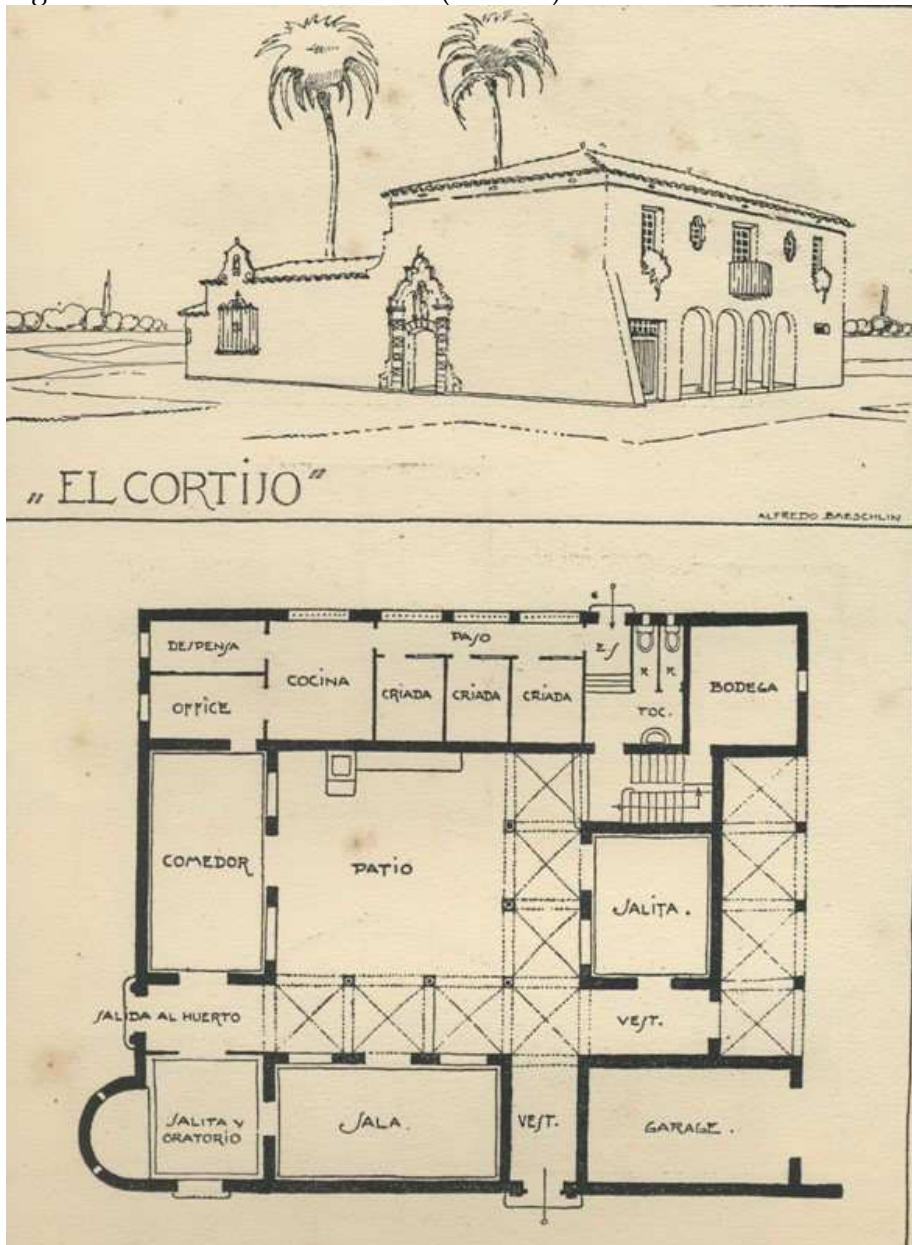 „ EL CORTIJO "
ALFREDO BAESCHLIN
DESPENSA
PASO
ES
COCINA
OFFICE
CRIADA
CRIADA
CRIADA
R
R
BODEGA
TOC.
COMEDOR
PATIO
SALITA.
SALIDA AL HUERTO
VEST.
SALITA Y
ORATORIO
SALA.
VEST.
GARAGE.